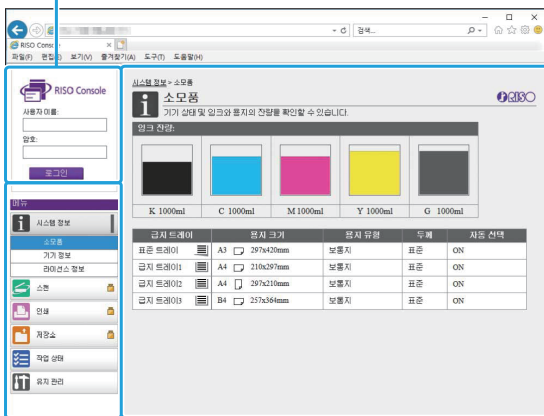 검색...
RISO Console
파일(F) 편집(E) 보기(V) 즐겨찾기(A) 도구(T) 도움말(H)
RISO Console
사용자 이름:
암호:
로그인
메뉴
시스템 정보
소모품
기기 정보
라이선스 정보
스캔
인쇄
저장소
작업 상태
유지 관리
시스템 정보 > 소모품
소모품
기기 상태 및 잉크와 용지의 잔량을 확인할 수 있습니다.
RISO
잉크 잔량:
K 1000ml C 1000ml M 1000ml Y 1000ml G 1000ml
급지 트레이 용지 크기 용지 유형 두께 자동 선택
표준 트레이 A3 297x420mm 보통지 표준 ON
급지 트레이1 A4 210x297mm 보통지 표준 ON
급지 트레이2 A4 297x210mm 보통지 표준 ON
급지 트레이3 B4 257x364mm 보통지 표준 ON